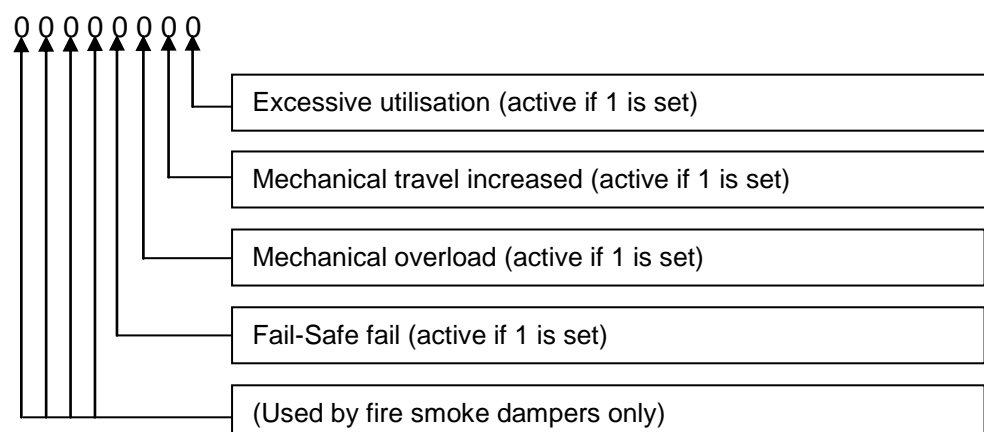 0 0 0 0 0 0 0 0
Excessive utilisation (active if 1 is set)
Mechanical travel increased (active if 1 is set)
Mechanical overload (active if 1 is set)
Fail-Safe fail (active if 1 is set)
(Used by fire smoke dampers only)